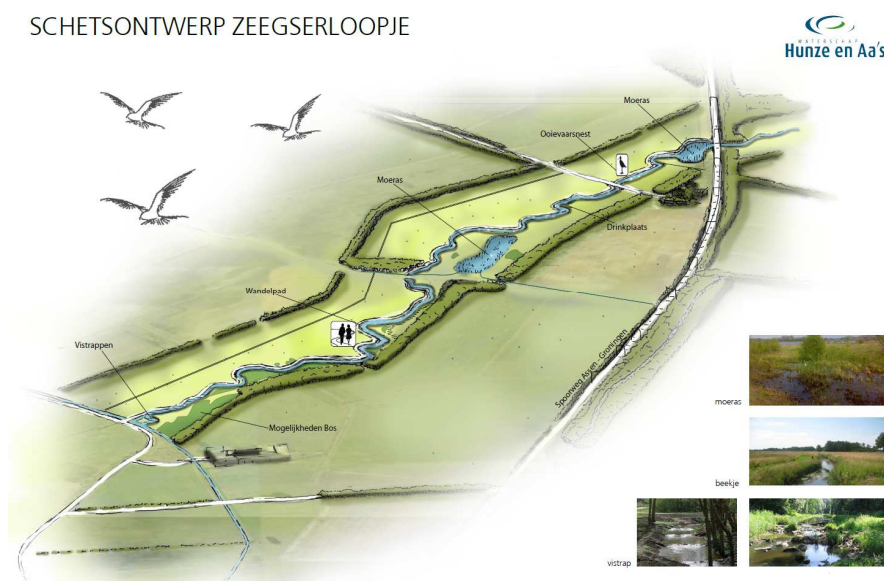 SCHETSONTWERP ZEEGSERLOOPJE
WATERSCHAP
Hunze en Aa's
Moeras
Ooievaarsnest
Moeras
Drinkplaats
Wandelpad
Vistrappen
Spoorweg Assen - Groningen
Mogelijkheden Bos
moeras
beekje
vistrap